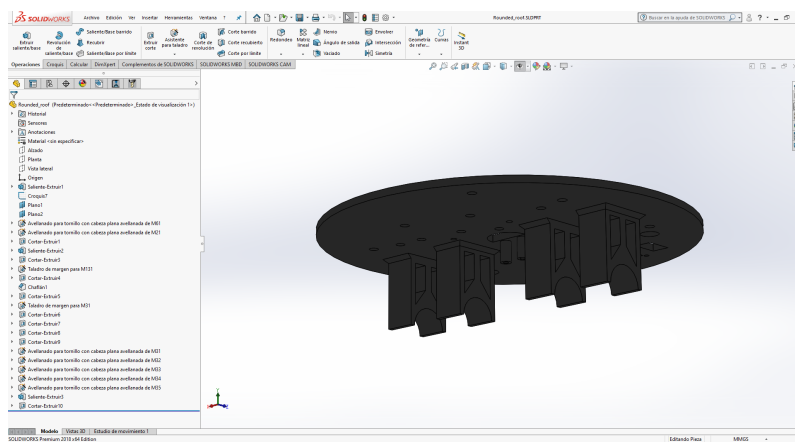 SOLIDWORKS Archivo Edición Ver Insertar Herramientas Ventana ? Rounded_roof.SLDPRT Buscar en la ayuda de SOLIDWORKS
Extruir saliente/base
Revolución de saliente/base
Saliente/Base barrido
Recubrir
Saliente/Base por límite
Extruir corte
Asistente para taladro
Corte de revolución
Corte barrido
Corte recubierto
Corte por límite
Redondeo
Matriz lineal
Nervio
Ángulo de salida
Vaciado
Envolver
Intersección
Simetría
Geometría de refer...
Curvas
Instant 3D
Operaciones Croquis Calcular DimXpert Complementos de SOLIDWORKS SOLIDWORKS MBD SOLIDWORKS CAM
Rounded_roof (Predeterminado<<Predeterminado>_Estado de visualización 1>)
Historial
Sensores
Anotaciones
Material <sin especificar>
Alzado
Planta
Vista lateral
Origen
Saliente-Extruir1
Croquis7
Plano1
Plano2
Avellanado para tornillo con cabeza plana avellanada de M61
Avellanado para tornillo con cabeza plana avellanada de M21
Cortar-Extruir1
Saliente-Extruir2
Cortar-Extruir3
Taladro de margen para M131
Cortar-Extruir4
Chaflán1
Cortar-Extruir5
Taladro de margen para M31
Cortar-Extruir6
Cortar-Extruir7
Cortar-Extruir8
Cortar-Extruir9
Avellanado para tornillo con cabeza plana avellanada de M31
Avellanado para tornillo con cabeza plana avellanada de M32
Avellanado para tornillo con cabeza plana avellanada de M33
Avellanado para tornillo con cabeza plana avellanada de M34
Avellanado para tornillo con cabeza plana avellanada de M35
Saliente-Extruir3
Cortar-Extruir10
Modelo Vistas 3D Estudio de movimiento 1
SOLIDWORKS Premium 2018 x64 Edition Editando Pieza MMGS